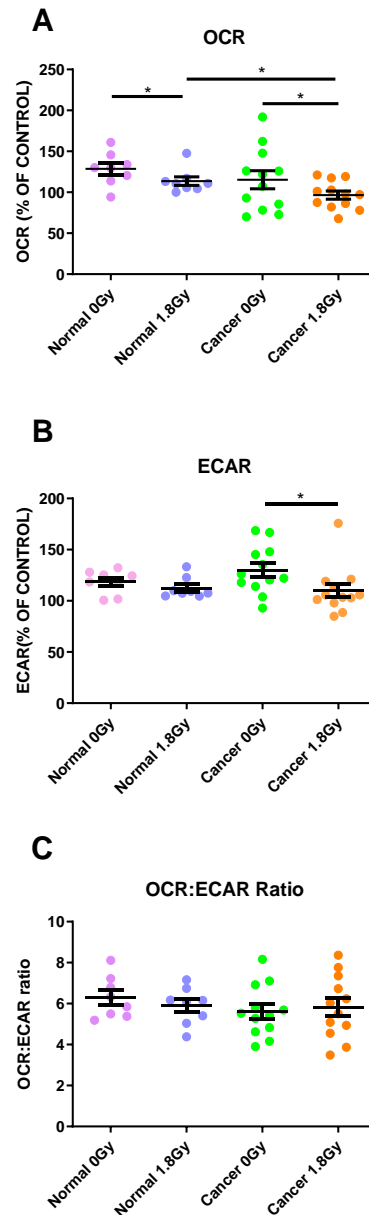 A
OCR
*
*
*
250
200
150
100
50
0
OCR (% OF CONTROL)
Normal 0Gy
Normal 1.8Gy
Cancer 0Gy
Cancer 1.8Gy
B
ECAR
*
200
150
100
50
0
ECAR(% OF CONTROL)
Normal 0Gy
Normal 1.8Gy
Cancer 0Gy
Cancer 1.8Gy
C
OCR:ECAR Ratio
10
8
6
4
2
0
OCR:ECAR ratio
Normal 0Gy
Normal 1.8Gy
Cancer 0Gy
Cancer 1.8Gy